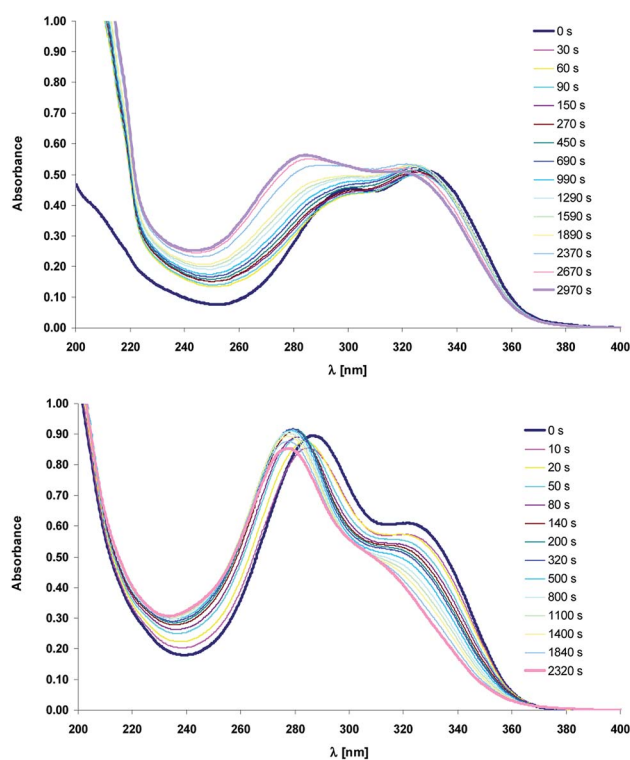 1.00
0.90
0.80
0.70
0.60
0.50
0.40
0.30
0.20
0.10
0.00
Absorbance
200 220 240 260 280 300 320 340 360 380 400
λ [nm]
0 s
30 s
60 s
90 s
150 s
270 s
450 s
690 s
990 s
1290 s
1590 s
1890 s
2370 s
2670 s
2970 s
1.00
0.90
0.80
0.70
0.60
0.50
0.40
0.30
0.20
0.10
0.00
Absorbance
200 220 240 260 280 300 320 340 360 380 400
λ [nm]
0 s
10 s
20 s
50 s
80 s
140 s
200 s
320 s
500 s
800 s
1100 s
1400 s
1840 s
2320 s